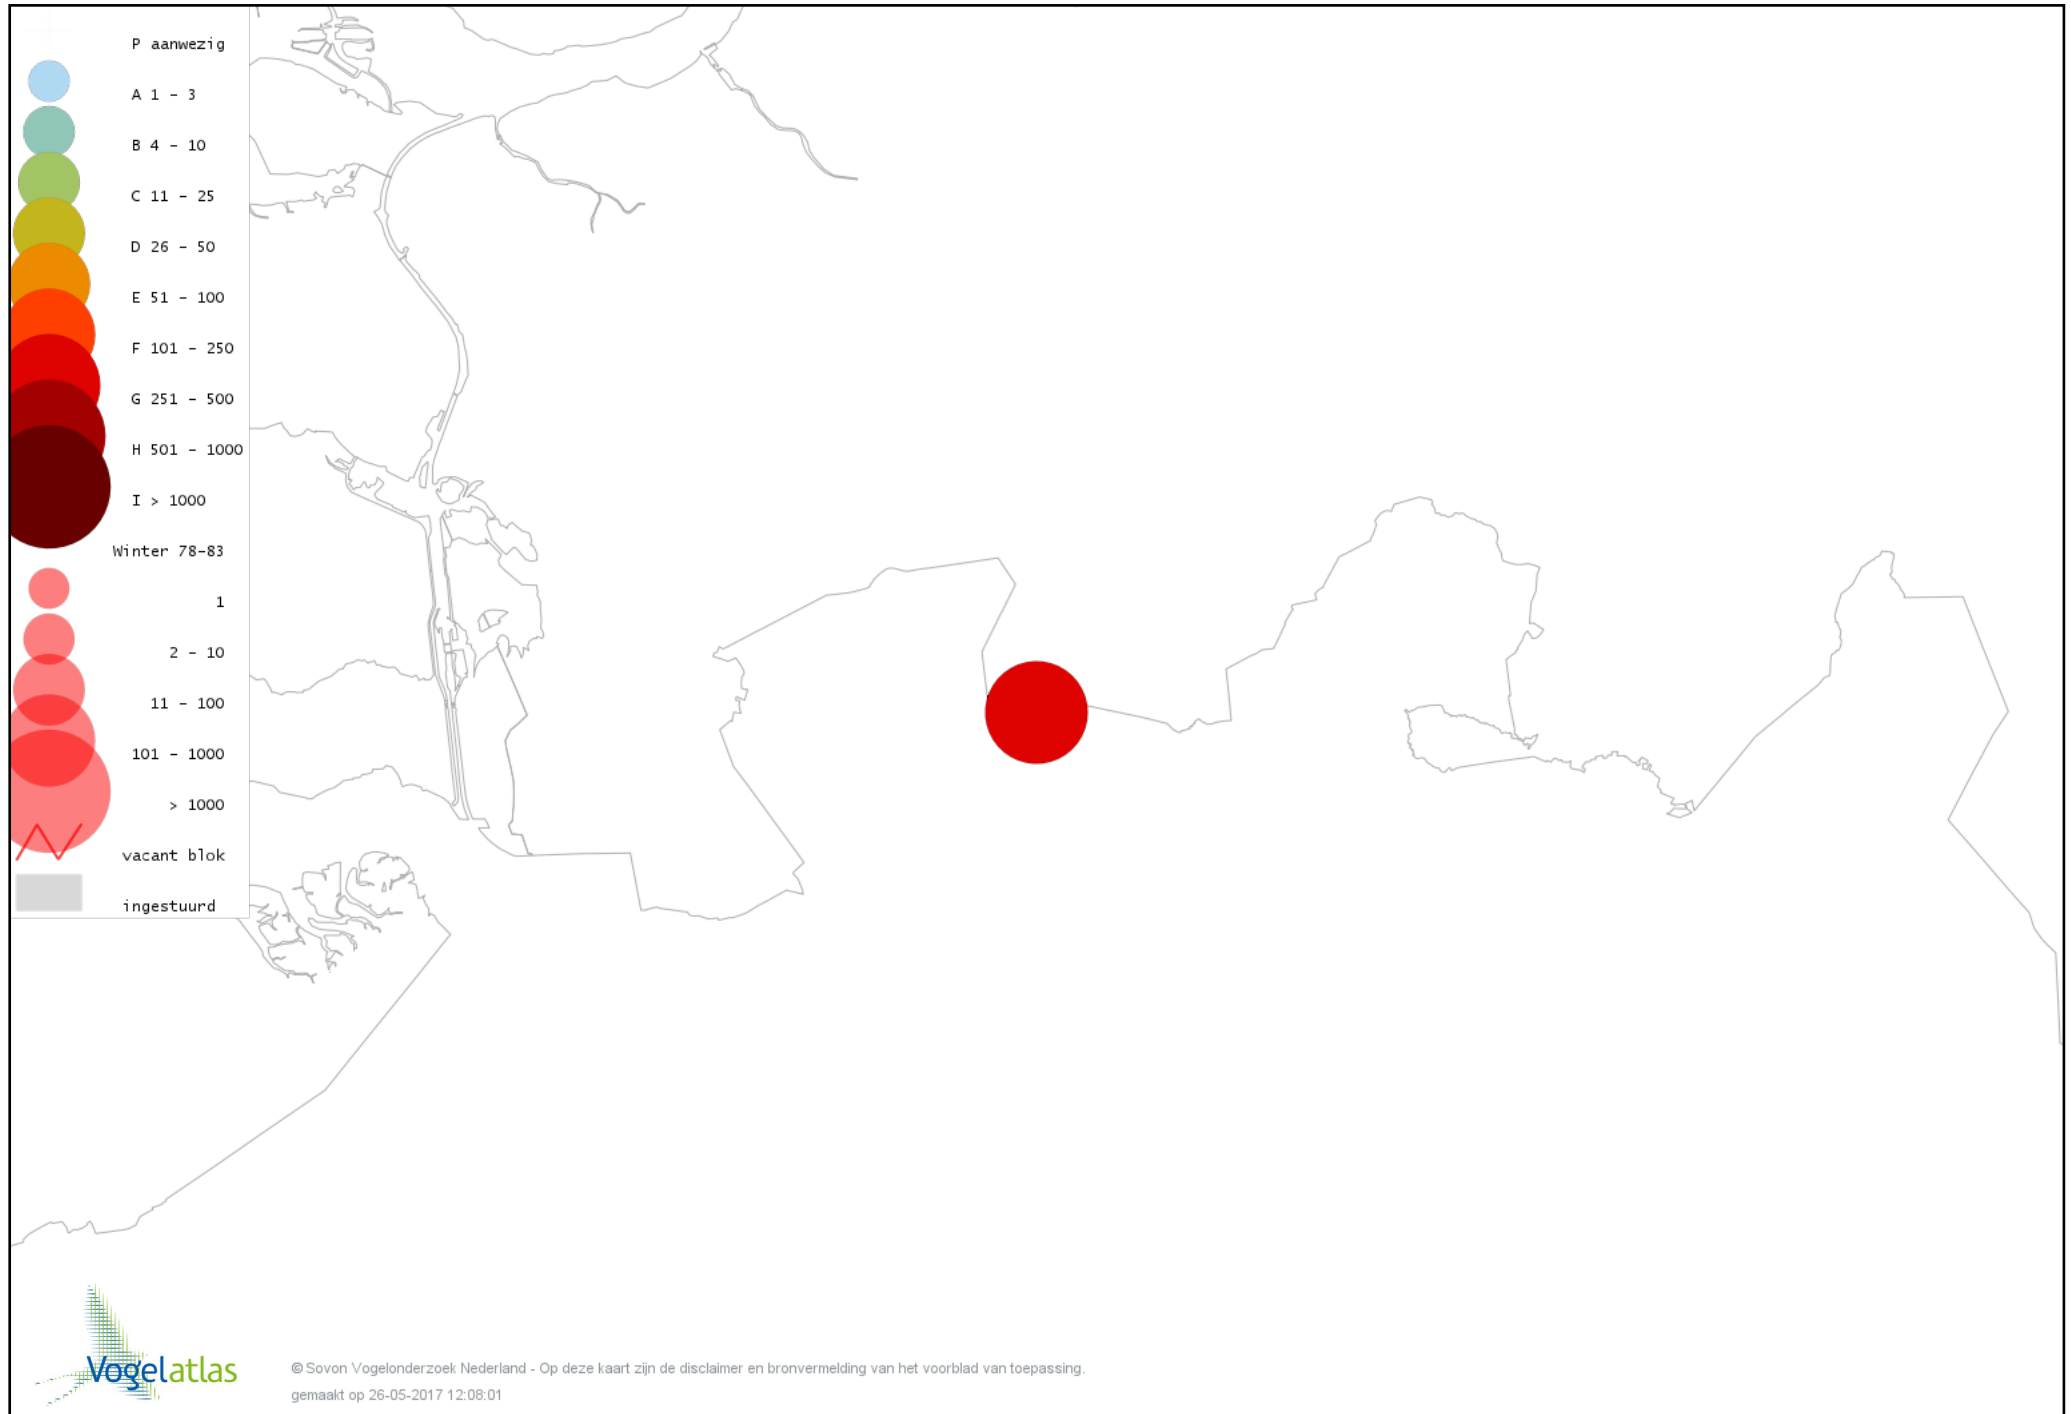 P aanwezig
A 1 - 3
B 4 - 10
C 11 - 25
D 26 - 50
E 51 - 100
F 101 - 250
G 251 - 500
H 501 - 1000
I > 1000
Winter 78-83
1
2 - 10
11 - 100
101 - 1000
> 1000
vacant blok
ingestuurd
Vogelatlas
© Sovon Vogelonderzoek Nederland - Op deze kaart zijn de disclaimer en bronvermelding van het voorblad van toepassing.
gemaakt op 26-05-2017 12:08:01